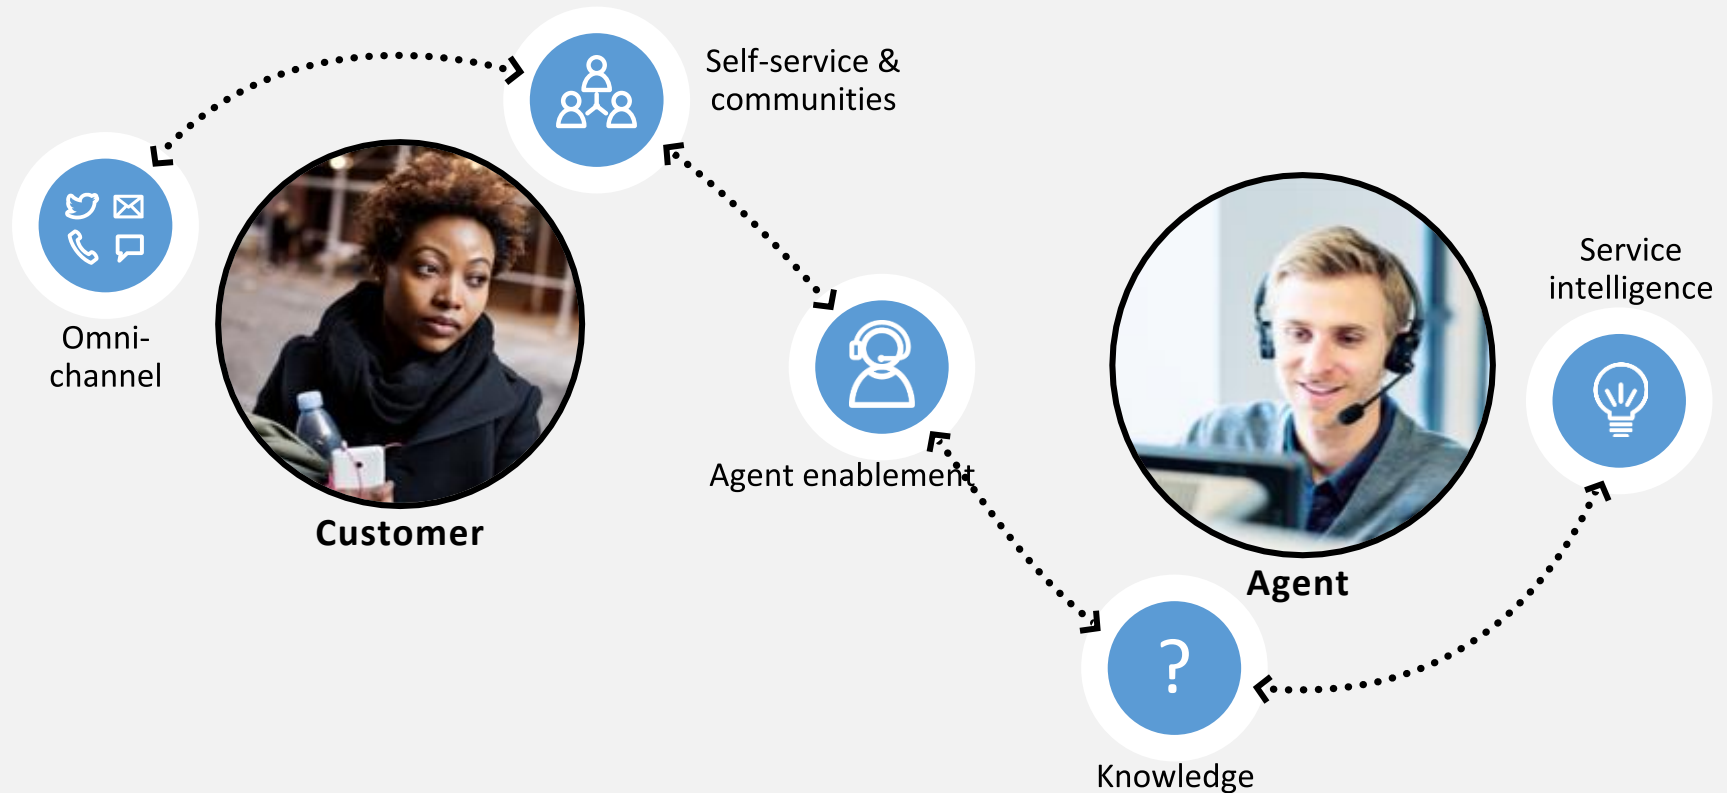 Self-service &
communities
Omni-
channel
Customer
Agent enablement
Service
intelligence
Agent
?
Knowledge